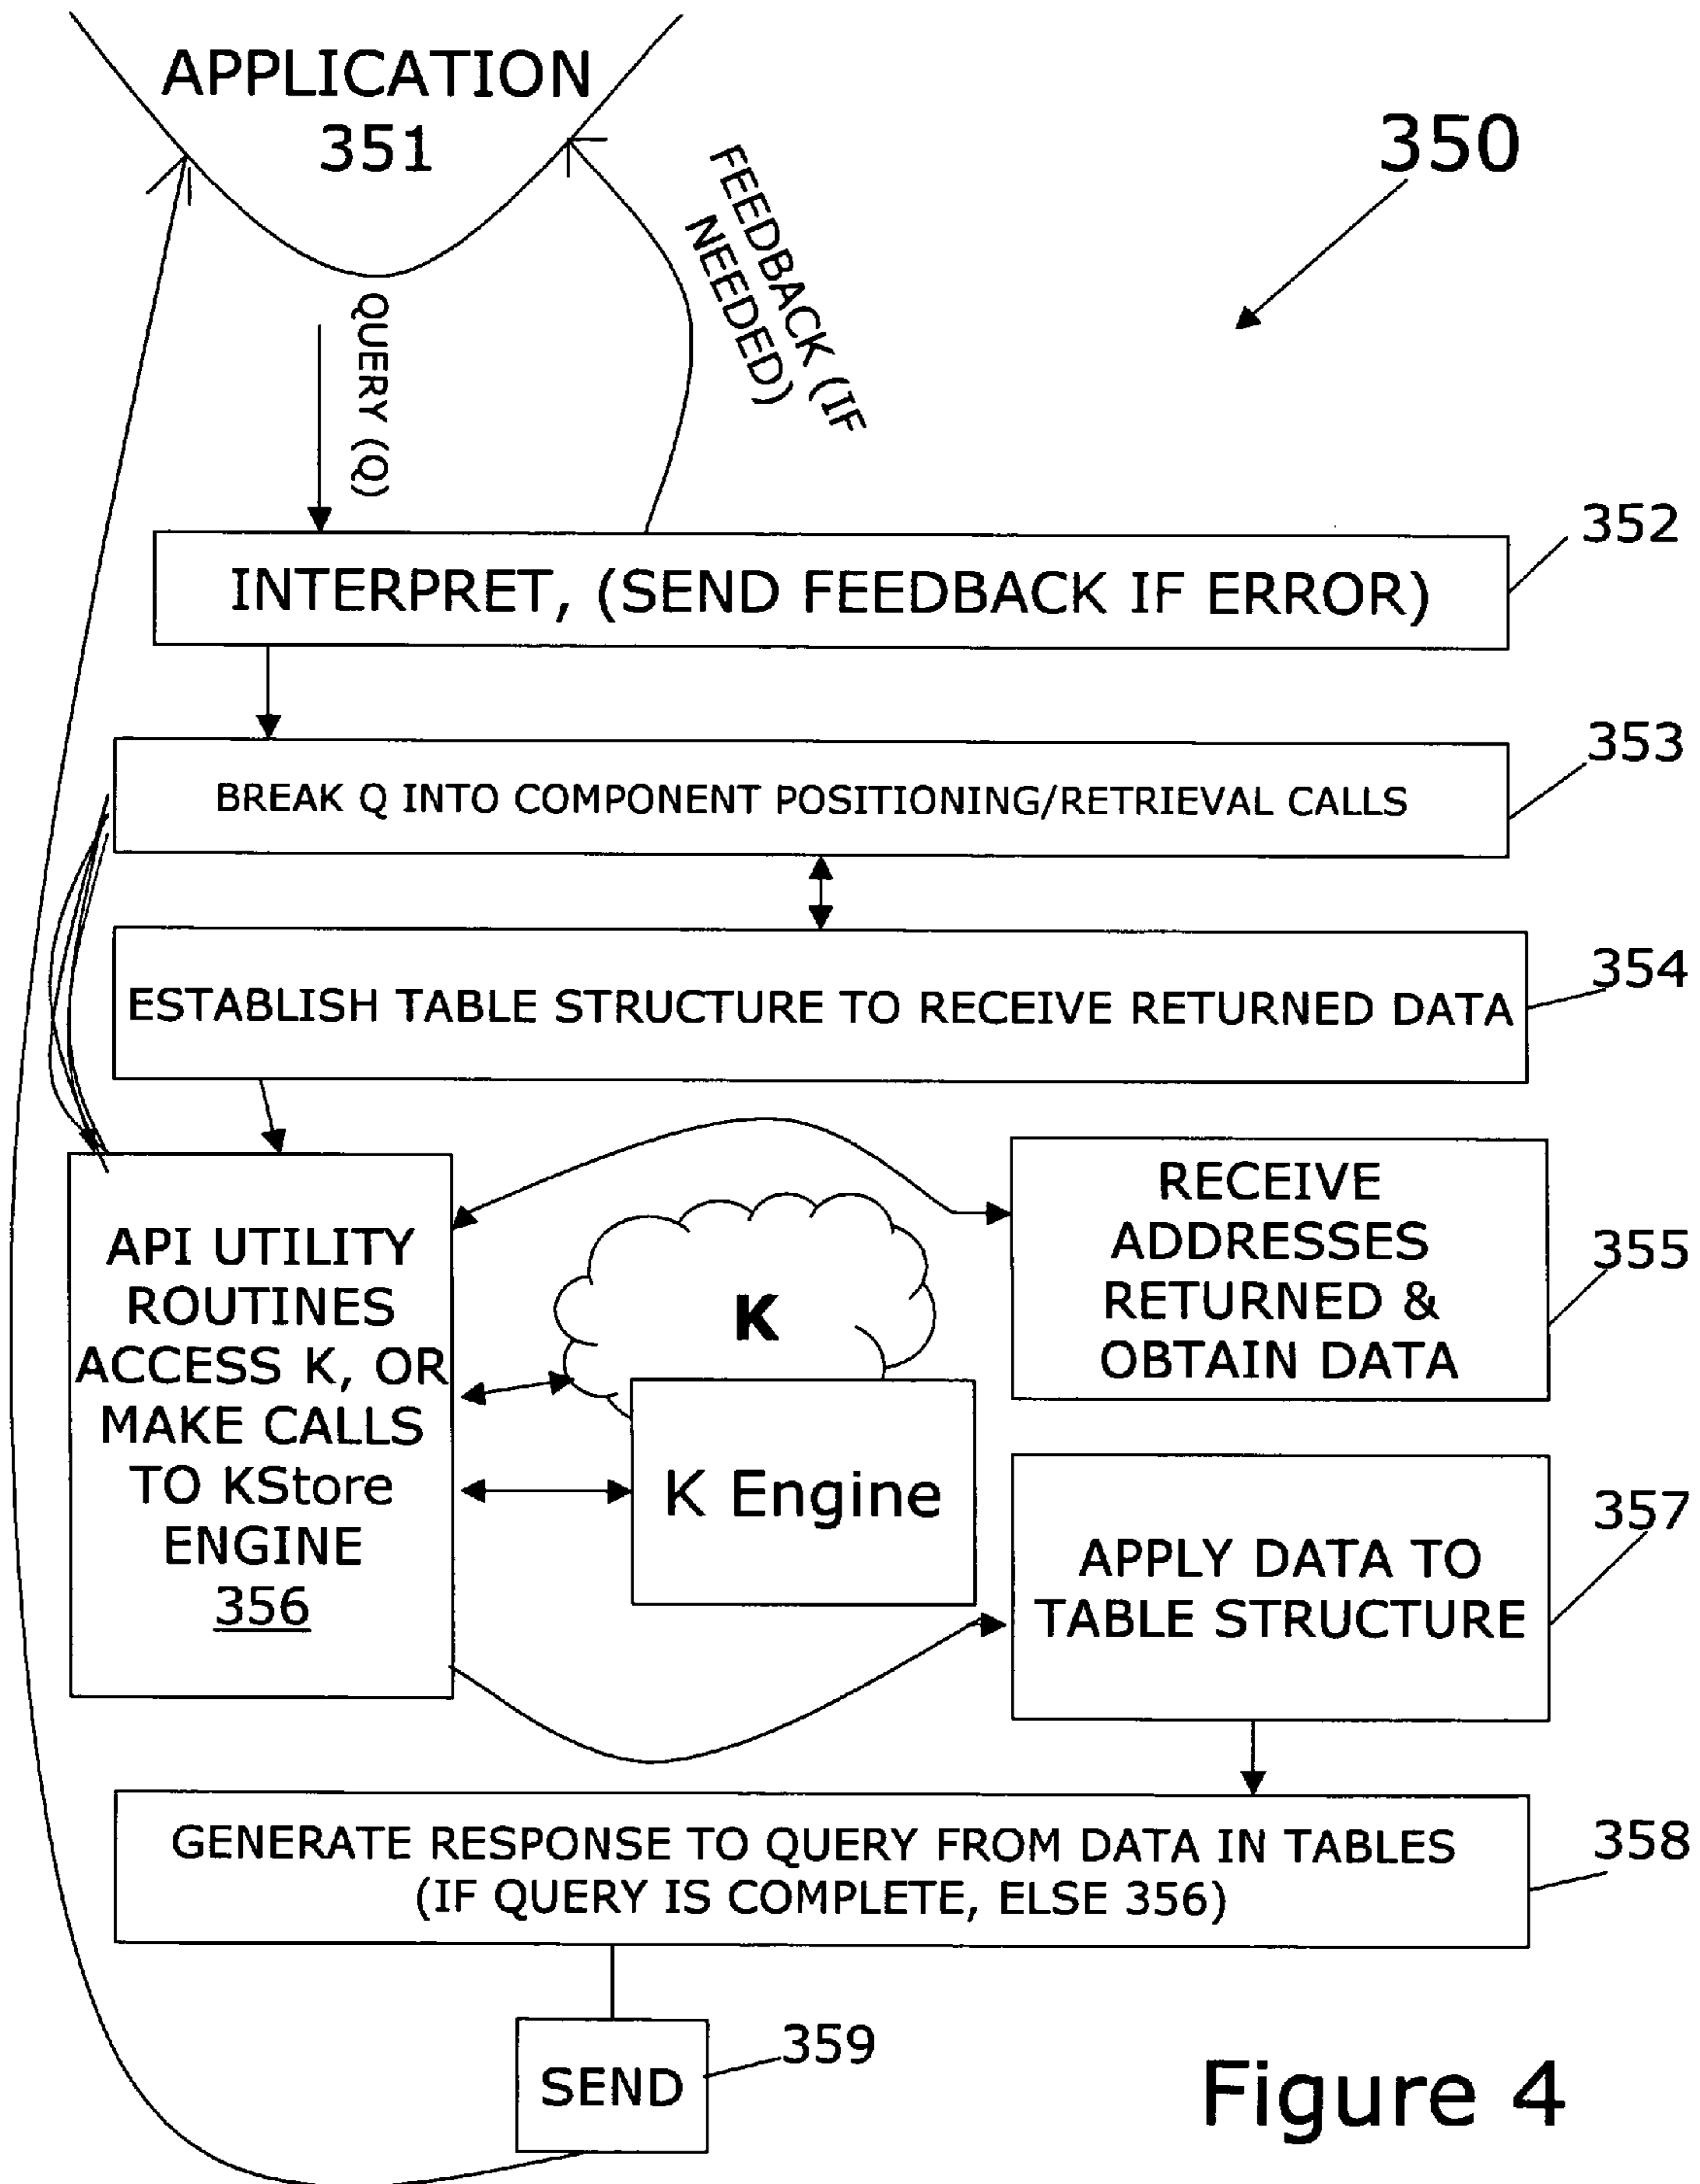 APPLICATION
351
350
FEEDBACK (IF
NEEDED)
QUERY (Q)
352
INTERPRET, (SEND FEEDBACK IF ERROR)
353
BREAK Q INTO COMPONENT POSITIONING/RETRIEVAL CALLS
354
ESTABLISH TABLE STRUCTURE TO RECEIVE RETURNED DATA
API UTILITY
ROUTINES
ACCESS K, OR
MAKE CALLS
TO KStore
ENGINE
356
K
K Engine
RECEIVE
ADDRESSES
RETURNED &
OBTAIN DATA
355
APPLY DATA TO
TABLE STRUCTURE
357
GENERATE RESPONSE TO QUERY FROM DATA IN TABLES
(IF QUERY IS COMPLETE, ELSE 356)
358
SEND
359
Figure 4